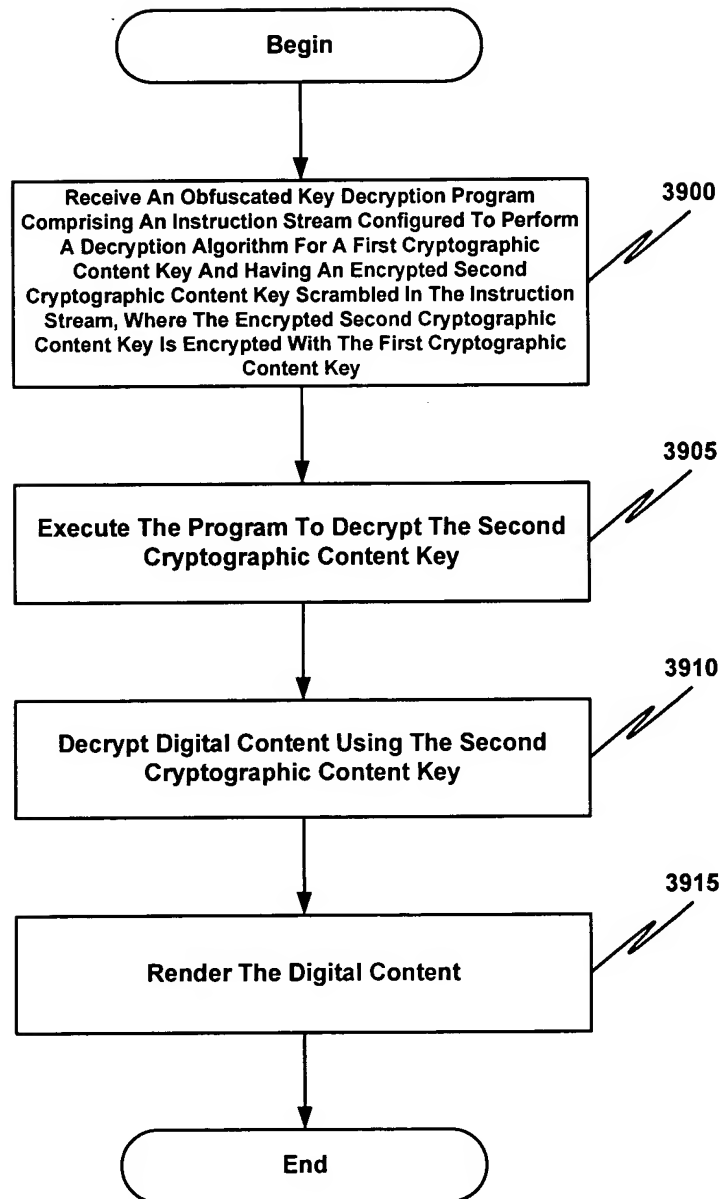 Begin
Receive An Obfuscated Key Decryption Program
Comprising An Instruction Stream Configured To Perform
A Decryption Algorithm For A First Cryptographic
Content Key And Having An Encrypted Second
Cryptographic Content Key Scrambled In The Instruction
Stream, Where The Encrypted Second Cryptographic
Content Key Is Encrypted With The First Cryptographic
Content Key
3900
Execute The Program To Decrypt The Second
Cryptographic Content Key
3905
Decrypt Digital Content Using The Second
Cryptographic Content Key
3910
Render The Digital Content
3915
End